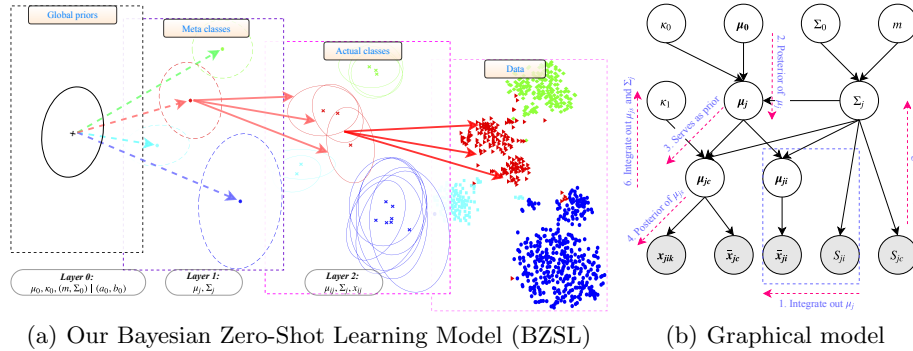 Global priors
Meta classes
Actual classes
Data
Layer 0:
μ₀, κ₀, (m, Σ₀) | (a₀, b₀)
Layer 1:
μⱼ, Σⱼ
Layer 2:
μᵢⱼ, Σⱼ, xᵢⱼ
(a) Our Bayesian Zero-Shot Learning Model (BZSL)
κ₀
μ₀
Σ₀
m
2. Posterior of μⱼ
κ₁
μⱼ
Σⱼ
3. Serves as prior
6. Integrate out μⱼc and Σⱼ
μⱼc
μⱼᵢ
4. Posterior of μⱼc
xⱼᵢₖ
x̄ⱼc
x̄ⱼᵢ
Sⱼᵢ
Sⱼc
1. Integrate out μⱼ
(b) Graphical model